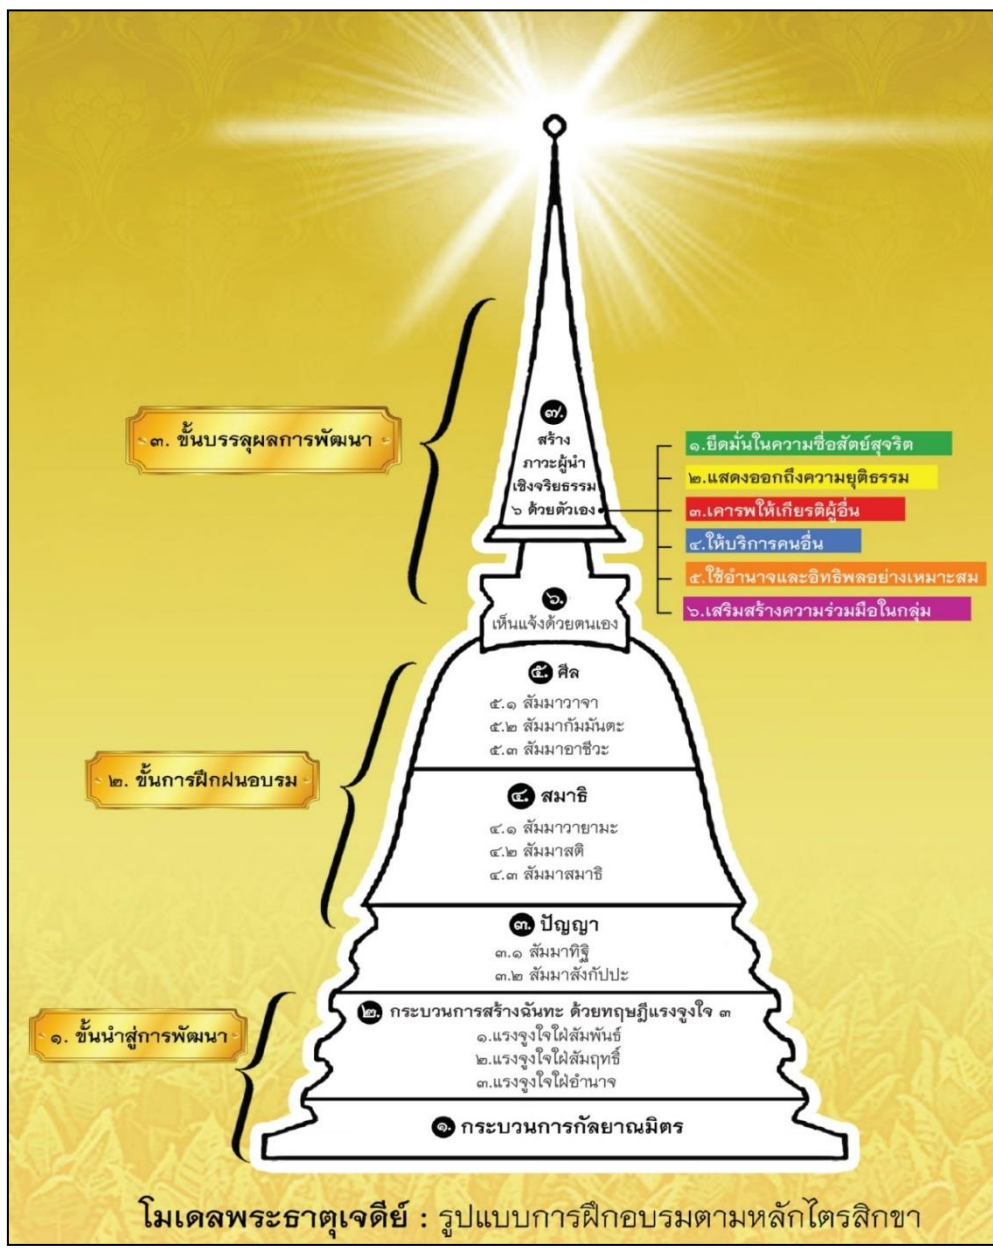 ๓. ขั้นบรรลุผลการพัฒนา
๗.
สร้าง
ภาวะผู้นำ
เชิงจริยธรรม
๖ ด้วยตัวเอง
๑.ยึดมั่นในความซื่อสัตย์สุจริต
๒.แสดงออกถึงความยุติธรรม
๓.เคารพให้เกียรติผู้อื่น
๔.ให้บริการคนอื่น
๕.ใช้อำนาจและอิทธิพลอย่างเหมาะสม
๖.เสริมสร้างความร่วมมือในกลุ่ม
๖.
เห็นแจ้งด้วยตนเอง
๒. ขั้นการฝึกฝนอบรม
๕. ศีล
๕.๑ สัมมาวาจา
๕.๒ สัมมากัมมันตะ
๕.๓ สัมมาอาชีวะ
๔. สมาธิ
๔.๑ สัมมาวายามะ
๔.๒ สัมมาสติ
๔.๓ สัมมาสมาธิ
๓. ปัญญา
๓.๑ สัมมาทิฐิ
๓.๒ สัมมาสังกัปปะ
๑. ขั้นนำสู่การพัฒนา
๒. กระบวนการสร้างฉันทะ ด้วยทฤษฎีแรงจูงใจ ๓
๑.แรงจูงใจใฝ่สัมพันธ์
๒.แรงจูงใจใฝ่สัมฤทธิ์
๓.แรงจูงใจใฝ่อำนาจ
๑. กระบวนการกัลยาณมิตร
โมเดลพระธาตุเจดีย์ : รูปแบบการฝึกอบรมตามหลักไตรสิกขา